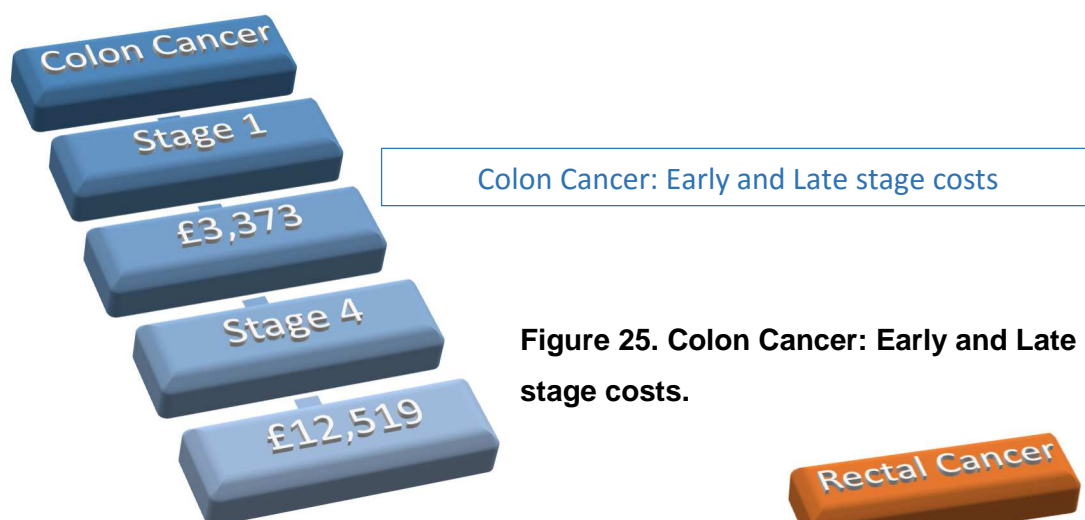 Colon Cancer
Stage 1
£3,373
Stage 4
£12,519
Colon Cancer: Early and Late stage costs
Figure 25. Colon Cancer: Early and Late
stage costs.
Rectal Cancer